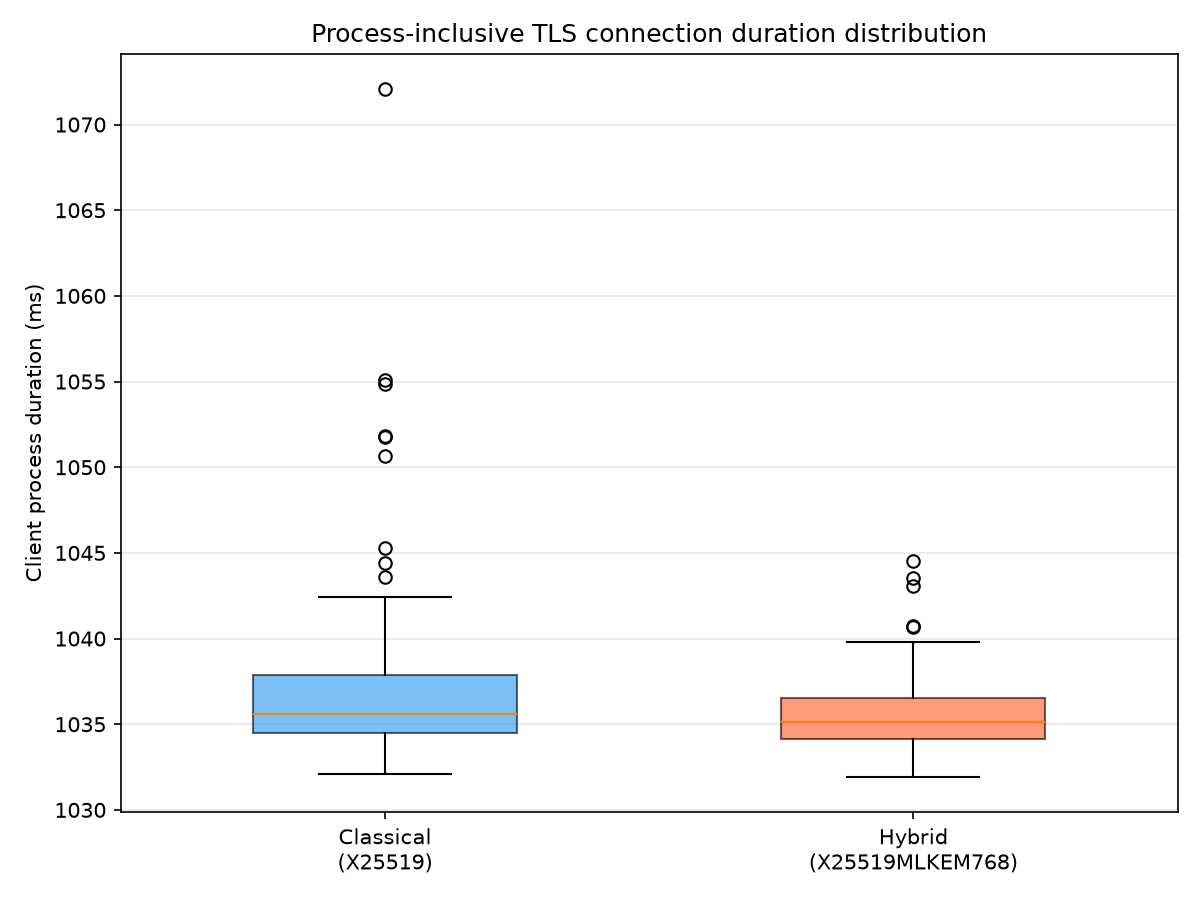 Process-inclusive TLS connection duration distribution
Client process duration (ms)
1070
1065
1060
1055
1050
1045
1040
1035
1030
Classical
(X25519)
Hybrid
(X25519MLKEM768)